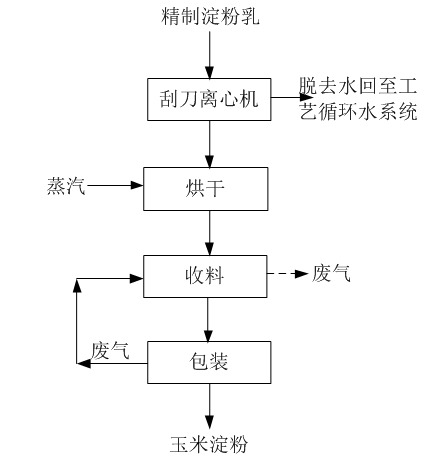 精制淀粉乳
刮刀离心机
脱去水回至工
艺循环水系统
蒸汽
烘干
收料
废气
废气
包装
玉米淀粉